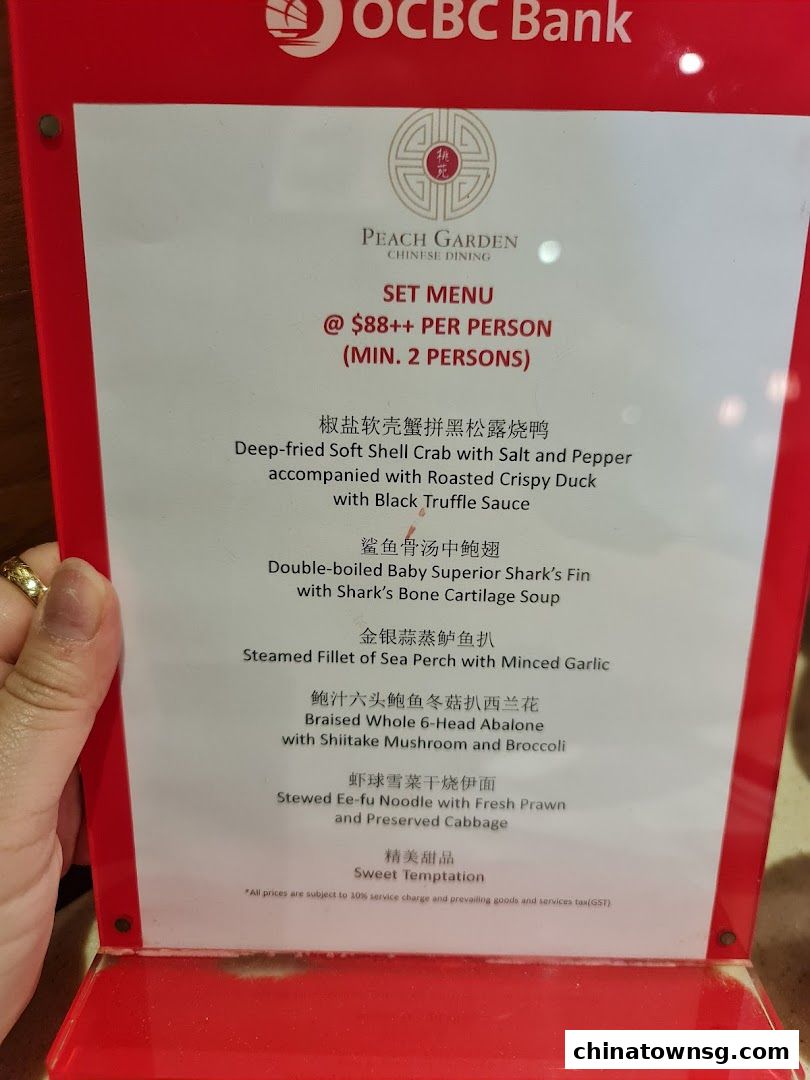 OCBC Bank
桃苑
PEACH GARDEN
CHINESE DINING
SET MENU
@ $88++ PER PERSON
(MIN. 2 PERSONS)
椒盐软壳蟹拼黑松露烧鸭
Deep-fried Soft Shell Crab with Salt and Pepper
accompanied with Roasted Crispy Duck
with Black Truffle Sauce
鲨鱼骨汤中鲍翅
Double-boiled Baby Superior Shark's Fin
with Shark's Bone Cartilage Soup
金银蒜蒸鲈鱼扒
Steamed Fillet of Sea Perch with Minced Garlic
鲍汁六头鲍鱼冬菇扒西兰花
Braised Whole 6-Head Abalone
with Shiitake Mushroom and Broccoli
虾球雪菜干烧伊面
Stewed Ee-fu Noodle with Fresh Prawn
and Preserved Cabbage
精美甜品
Sweet Temptation
*All prices are subject to 10% service charge and prevailing goods and services tax(GST)
chinatownsg.com